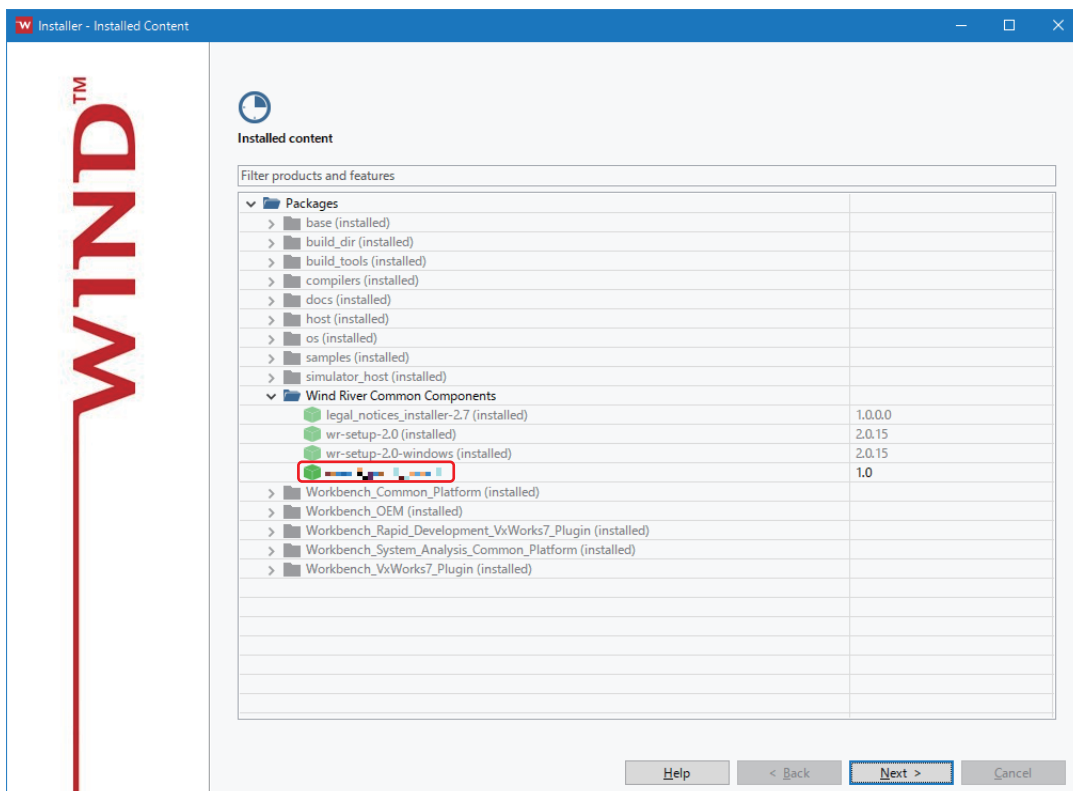 Installer - Installed Content
WIND™
Installed content
Filter products and features
Packages
base (installed)
build_dir (installed)
build_tools (installed)
compilers (installed)
docs (installed)
host (installed)
os (installed)
samples (installed)
simulator_host (installed)
Wind River Common Components
legal_notices_installer-2.7 (installed) 1.0.0.0
wr-setup-2.0 (installed) 2.0.15
wr-setup-2.0-windows (installed) 2.0.15
1.0
Workbench_Common_Platform (installed)
Workbench_OEM (installed)
Workbench_Rapid_Development_VxWorks7_Plugin (installed)
Workbench_System_Analysis_Common_Platform (installed)
Workbench_VxWorks7_Plugin (installed)
Help < Back Next > Cancel